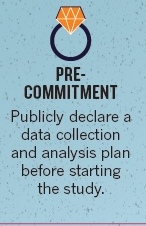 PRE-
COMMITMENT
Publicly declare a
data collection
and analysis plan
before starting
the study.